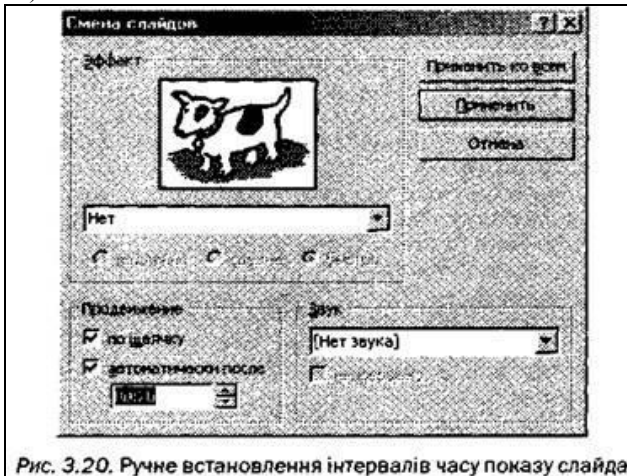 Смена слайдов
Эффект
Применить ко всем
Применить
Отмена
Нет
Продвижение
по щелчку
автоматически после
Звук
[Нет звука]
Рис. 3.20. Ручне встановлення інтервалів часу показу слайда